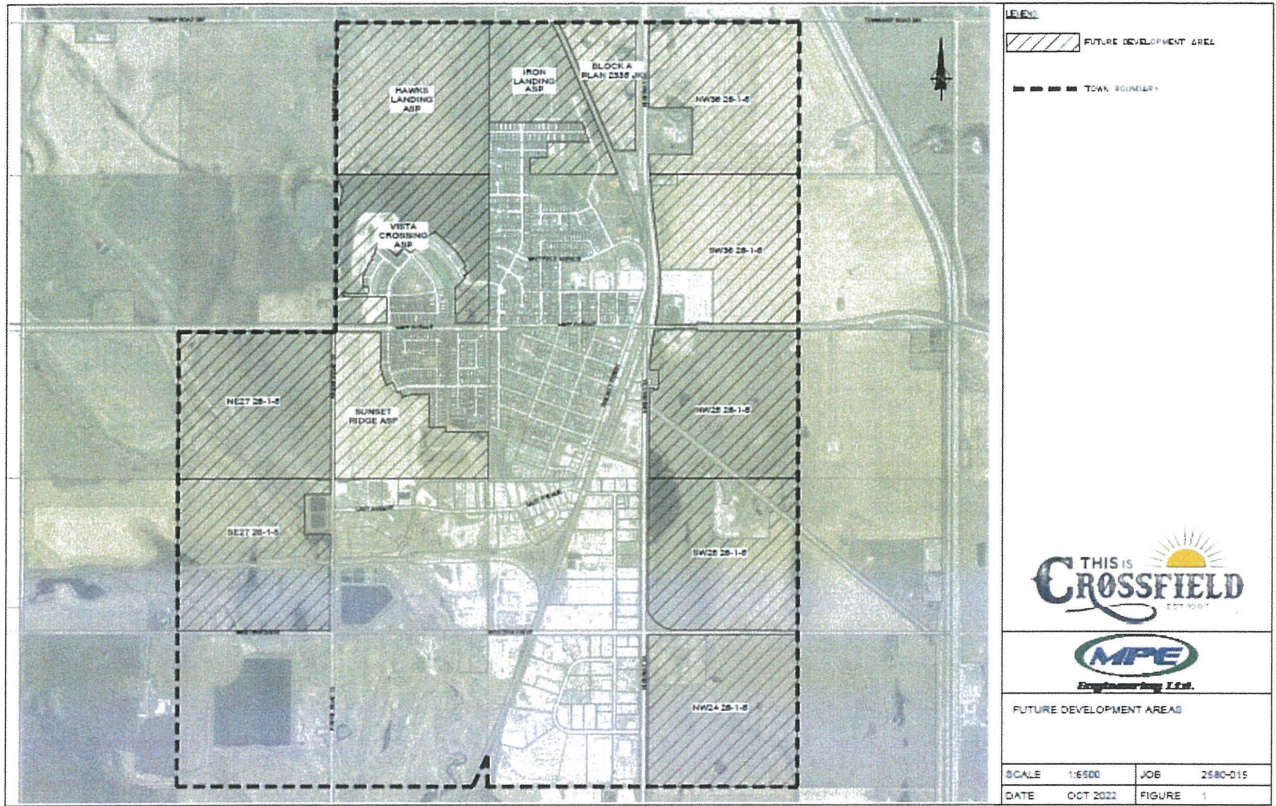 HAWKS
LANDING
ASP
IRON
LANDING
ASP
BLOCK A
PLAN 2335 JK
NW36 28-1-5
VISTA
CROSSING
ASP
SW36 28-1-5
NE27 28-1-5
SUNSET
RIDGE ASP
NW25 28-1-5
SE27 28-1-5
SW25 28-1-5
NW24 28-1-5
LEGEND
FUTURE DEVELOPMENT AREA
TOWN BOUNDARY
THIS IS
CROSSFIELD
MPE
Engineering Ltd.
FUTURE DEVELOPMENT AREAS
SCALE 1:6500 JOB 2580-015
DATE OCT 2022 FIGURE 1